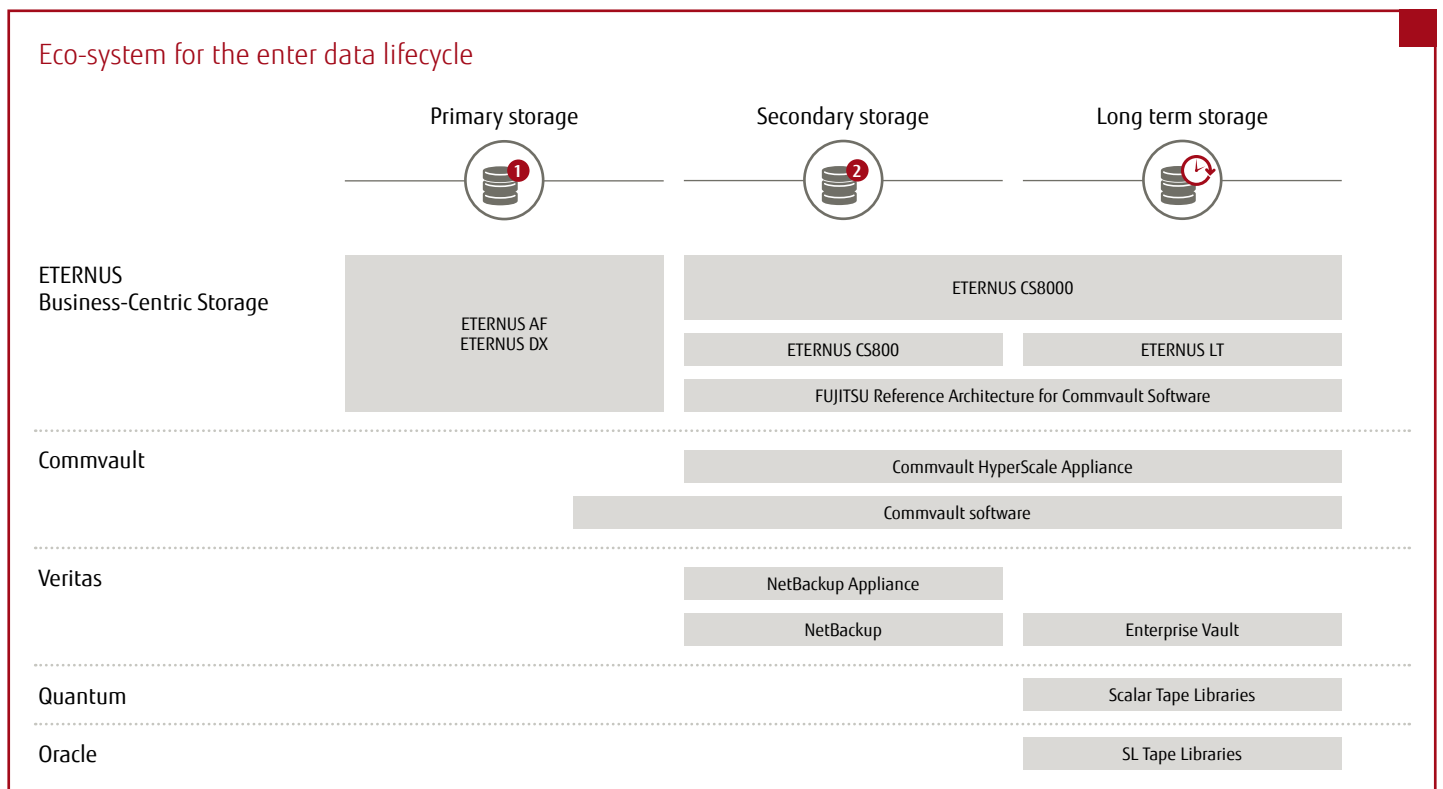 Eco-system for the enter data lifecycle
Primary storage
Secondary storage
Long term storage
1
2
ETERNUS
Business-Centric Storage
ETERNUS AF
ETERNUS DX
ETERNUS CS8000
ETERNUS CS800
ETERNUS LT
FUJITSU Reference Architecture for Commvault Software
Commvault
Commvault HyperScale Appliance
Commvault software
Veritas
NetBackup Appliance
NetBackup
Enterprise Vault
Quantum
Scalar Tape Libraries
Oracle
SL Tape Libraries